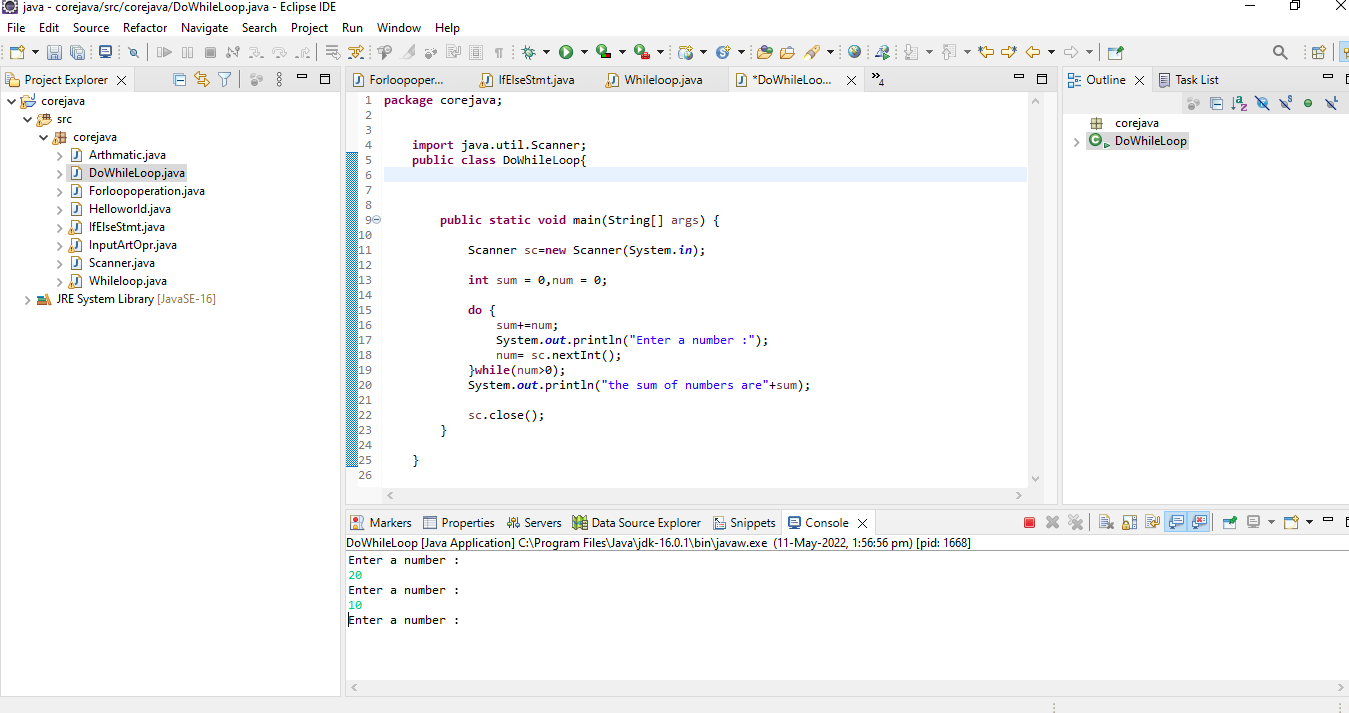 java - corejava/src/corejava/DoWhileLoop.java - Eclipse IDE
File Edit Source Refactor Navigate Search Project Run Window Help
Project Explorer
corejava
src
corejava
Arthmatic.java
DoWhileLoop.java
Forloopoperation.java
Helloworld.java
IfElseStmt.java
InputArtOpr.java
Scanner.java
Whileloop.java
JRE System Library [JavaSE-16]
Forloopoper... IfElseStmt.java Whileloop.java *DoWhileLoo... »4
1 package corejava;
2
3
4 import java.util.Scanner;
5 public class DoWhileLoop{
6
7
8
9 public static void main(String[] args) {
10
11 Scanner sc=new Scanner(System.in);
12
13 int sum = 0,num = 0;
14
15 do {
16 sum+=num;
17 System.out.println("Enter a number :");
18 num= sc.nextInt();
19 }while(num>0);
20 System.out.println("the sum of numbers are"+sum);
21
22 sc.close();
23 }
24
25 }
26
Outline Task List
corejava
DoWhileLoop
Markers Properties Servers Data Source Explorer Snippets Console
DoWhileLoop [Java Application] C:\Program Files\Java\jdk-16.0.1\bin\javaw.exe (11-May-2022, 1:56:56 pm) [pid: 1668]
Enter a number :
20
Enter a number :
10
Enter a number :